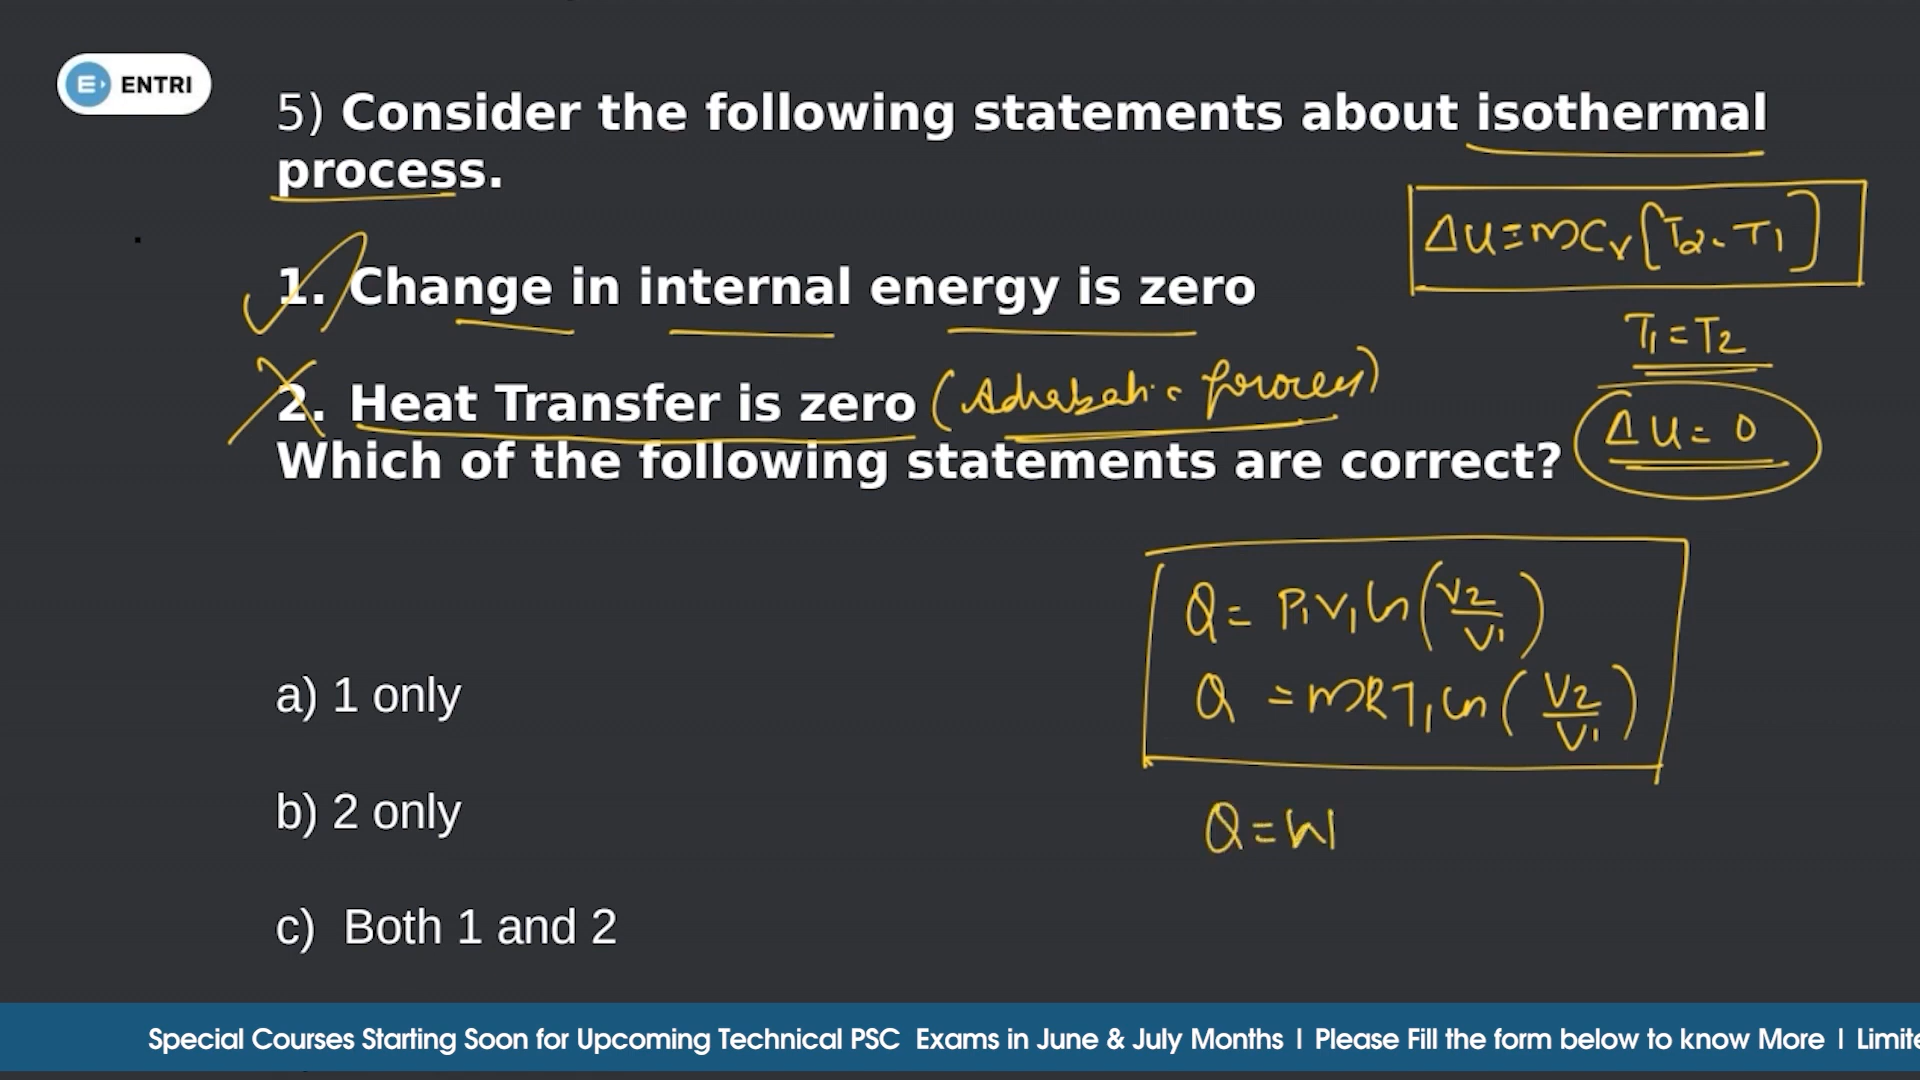 ENTRI
5) Consider the following statements about isothermal
process.
ΔU=mCv[T2-T1]
1. Change in internal energy is zero
T1=T2
2. Heat Transfer is zero (Adiabatic process)
ΔU=0
Which of the following statements are correct?
Q= P1V1ln(V2/V1)
Q =mRT1ln(V2/V1)
a) 1 only
b) 2 only
Q=W
c) Both 1 and 2
Special Courses Starting Soon for Upcoming Technical PSC Exams in June & July Months | Please Fill the form below to know More | Limite